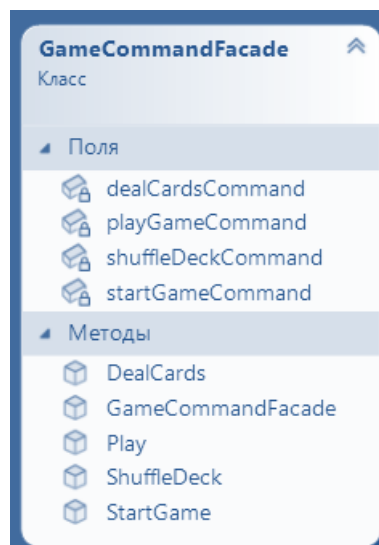 GameCommandFacade
Класс
Поля
dealCardsCommand
playGameCommand
shuffleDeckCommand
startGameCommand
Методы
DealCards
GameCommandFacade
Play
ShuffleDeck
StartGame